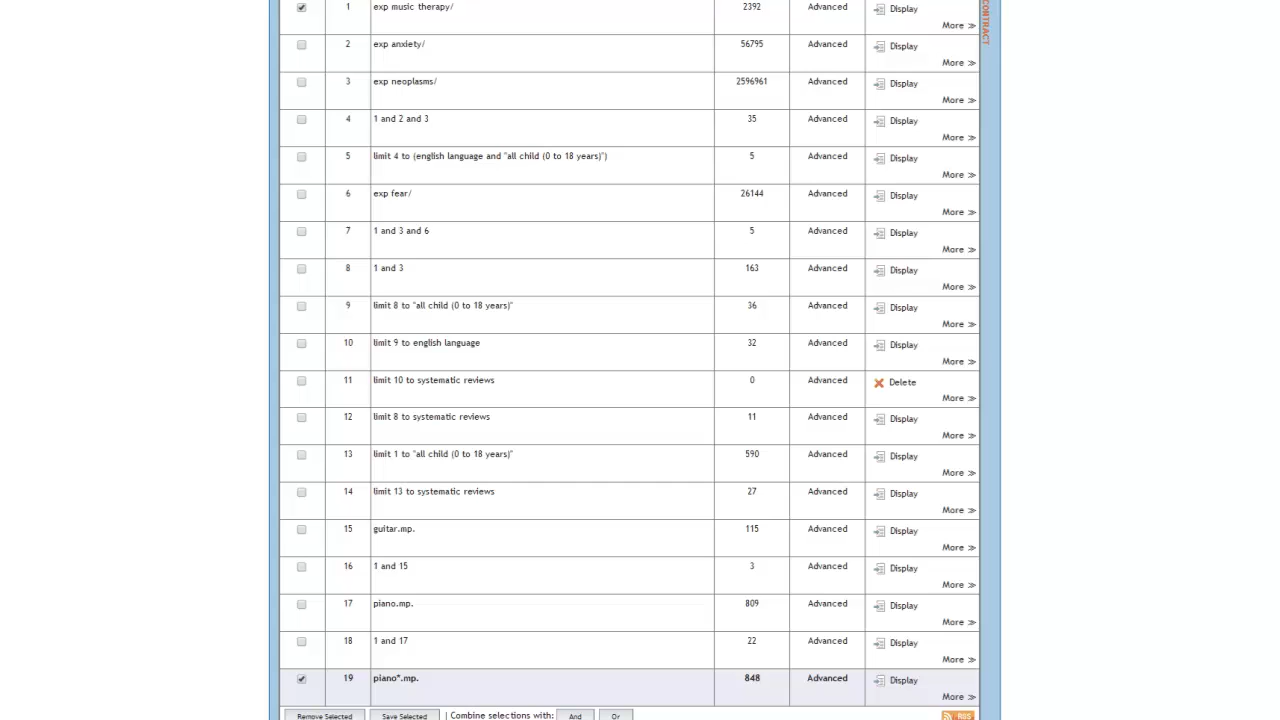 1 exp music therapy/ 2392 Advanced Display
More ≫
2 exp anxiety/ 56795 Advanced Display
More ≫
3 exp neoplasms/ 2596961 Advanced Display
More ≫
4 1 and 2 and 3 35 Advanced Display
More ≫
5 limit 4 to (english language and "all child (0 to 18 years)") 5 Advanced Display
More ≫
6 exp fear/ 26144 Advanced Display
More ≫
7 1 and 3 and 6 5 Advanced Display
More ≫
8 1 and 3 163 Advanced Display
More ≫
9 limit 8 to "all child (0 to 18 years)" 36 Advanced Display
More ≫
10 limit 9 to english language 32 Advanced Display
More ≫
11 limit 10 to systematic reviews 0 Advanced Delete
More ≫
12 limit 8 to systematic reviews 11 Advanced Display
More ≫
13 limit 1 to "all child (0 to 18 years)" 590 Advanced Display
More ≫
14 limit 13 to systematic reviews 27 Advanced Display
More ≫
15 guitar.mp. 115 Advanced Display
More ≫
16 1 and 15 3 Advanced Display
More ≫
17 piano.mp. 809 Advanced Display
More ≫
18 1 and 17 22 Advanced Display
More ≫
19 piano*.mp. 848 Advanced Display
More ≫
Remove Selected Save Selected | Combine selections with: And Or RSS
CONTRACT